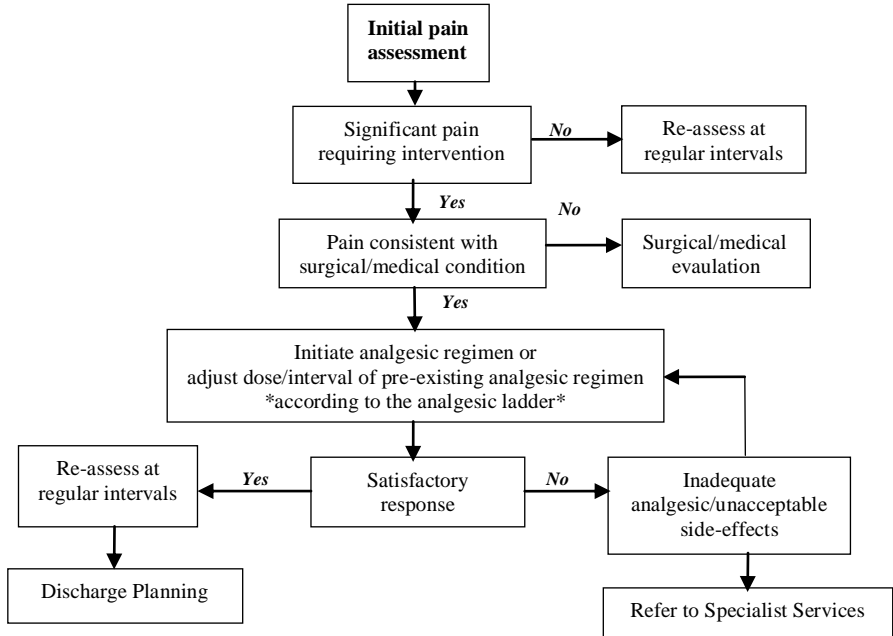 Initial pain
assessment
Significant pain
requiring intervention
No
Re-assess at
regular intervals
Yes
No
Pain consistent with
surgical/medical condition
Surgical/medical
evaulation
Yes
Initiate analgesic regimen or
adjust dose/interval of pre-existing analgesic regimen
*according to the analgesic ladder*
Re-assess at
regular intervals
Yes
Satisfactory
response
No
Inadequate
analgesic/unacceptable
side-effects
Discharge Planning
Refer to Specialist Services